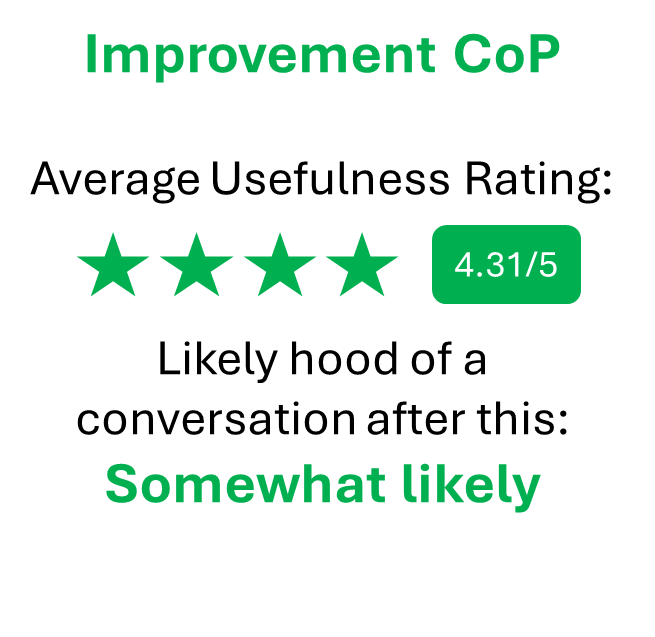 Improvement CoP
Average Usefulness Rating:
4.31/5
Likely hood of a
conversation after this:
Somewhat likely